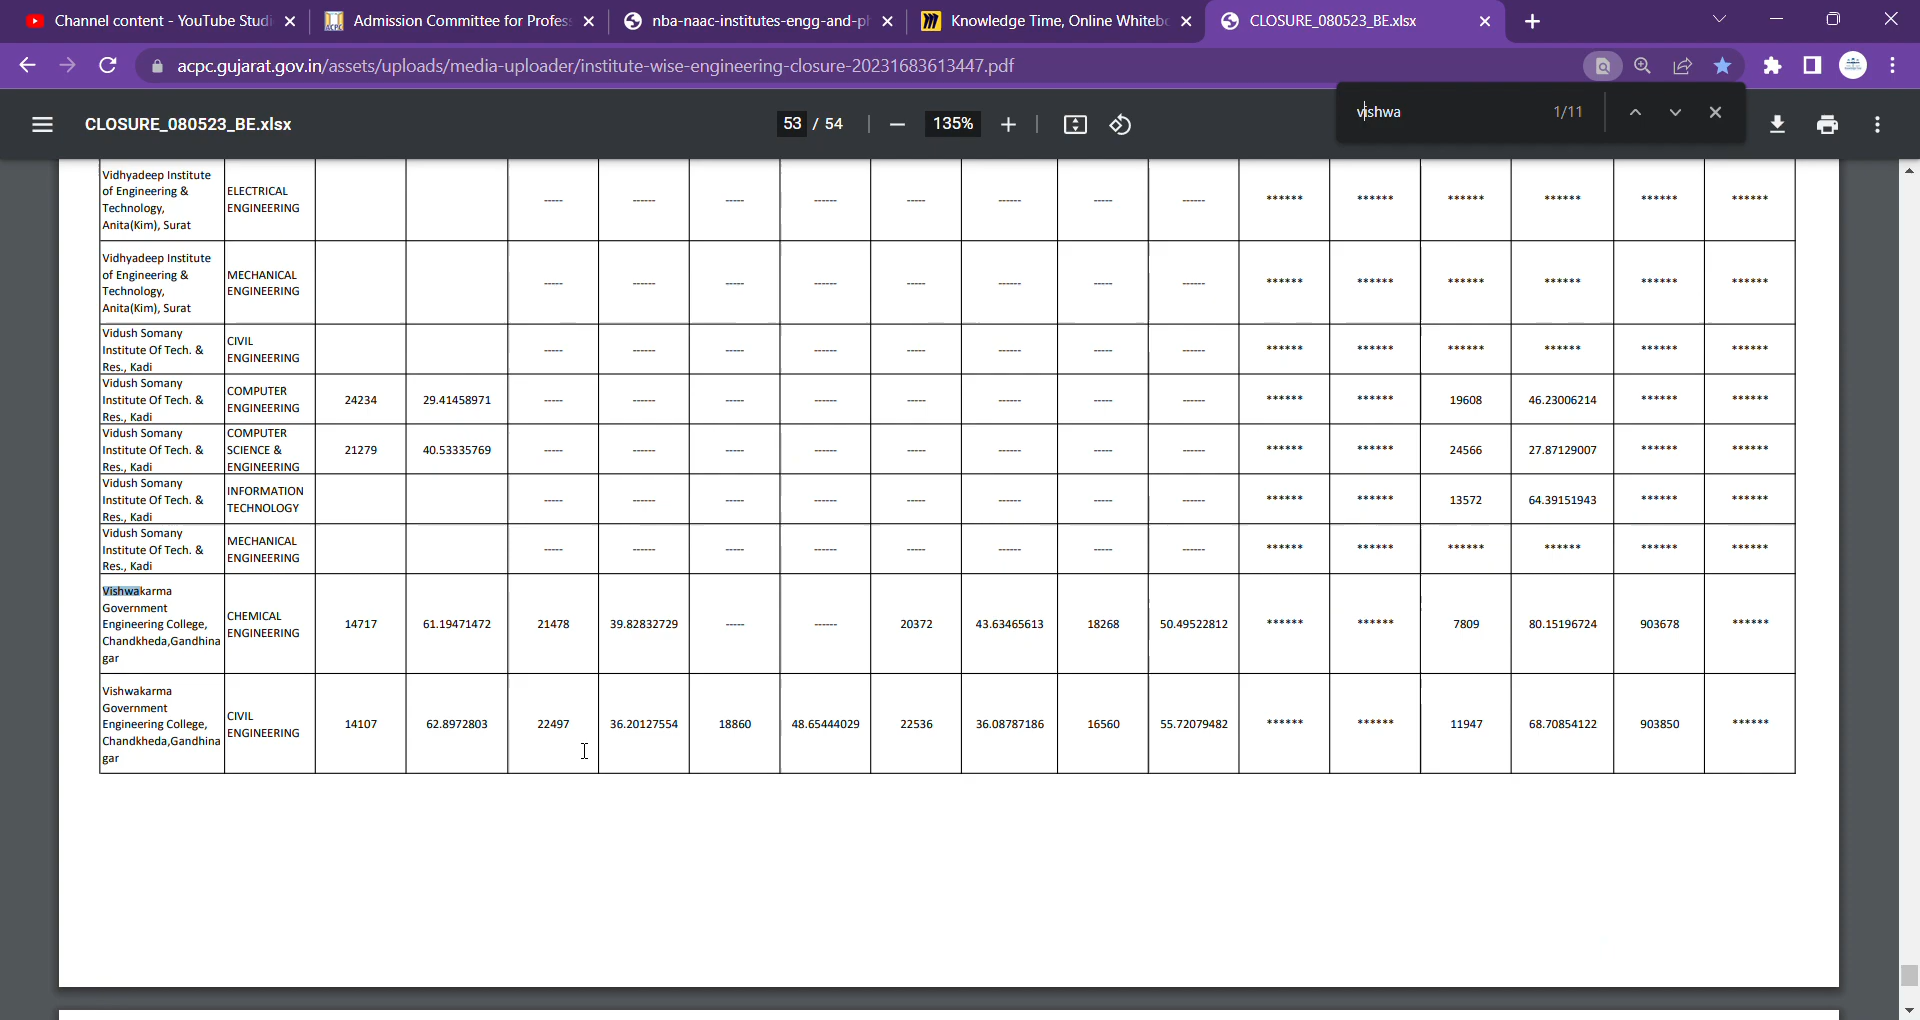 Channel content - YouTube Studi
Admission Committee for Profes
nba-naac-institutes-engg-and-ph
Knowledge Time, Online Whitebo
CLOSURE_080523_BE.xlsx
acpc.gujarat.gov.in/assets/uploads/media-uploader/institute-wise-engineering-closure-20231683613447.pdf
CLOSURE_080523_BE.xlsx
53 / 54
135%
vishwa 1/11
Vidhyadeep Institute
of Engineering &
Technology,
Anita(Kim), Surat
ELECTRICAL
ENGINEERING
----- ------ ----- ------ ----- ------ ----- ------ ****** ****** ****** ****** ****** ******
Vidhyadeep Institute
of Engineering &
Technology,
Anita(Kim), Surat
MECHANICAL
ENGINEERING
----- ------ ----- ------ ----- ------ ----- ------ ****** ****** ****** ****** ****** ******
Vidush Somany
Institute Of Tech. &
Res., Kadi
CIVIL
ENGINEERING
----- ------ ----- ------ ----- ------ ----- ------ ****** ****** ****** ****** ****** ******
Vidush Somany
Institute Of Tech. &
Res., Kadi
COMPUTER
ENGINEERING
24234 29.41458971 ----- ------ ----- ------ ----- ------ ----- ------ ****** ****** 19608 46.23006214 ****** ******
Vidush Somany
Institute Of Tech. &
Res., Kadi
COMPUTER
SCIENCE &
ENGINEERING
21279 40.53335769 ----- ------ ----- ------ ----- ------ ----- ------ ****** ****** 24566 27.87129007 ****** ******
Vidush Somany
Institute Of Tech. &
Res., Kadi
INFORMATION
TECHNOLOGY
----- ------ ----- ------ ----- ------ ----- ------ ****** ****** 13572 64.39151943 ****** ******
Vidush Somany
Institute Of Tech. &
Res., Kadi
MECHANICAL
ENGINEERING
----- ------ ----- ------ ----- ------ ----- ------ ****** ****** ****** ****** ****** ******
Vishwakarma
Government
Engineering College,
Chandkheda,Gandhina
gar
CHEMICAL
ENGINEERING
14717 61.19471472 21478 39.82832729 ----- ------ 20372 43.63465613 18268 50.49522812 ****** ****** 7809 80.15196724 903678 ******
Vishwakarma
Government
Engineering College,
Chandkheda,Gandhina
gar
CIVIL
ENGINEERING
14107 62.8972803 22497 36.20127554 18860 48.65444029 22536 36.08787186 16560 55.72079482 ****** ****** 11947 68.70854122 903850 ******